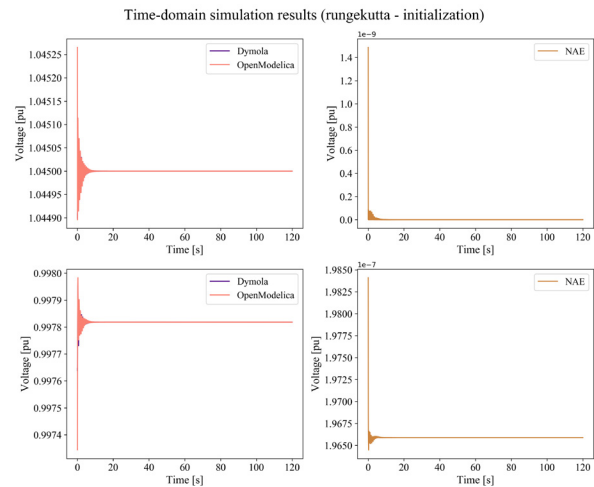 Time-domain simulation results (rungekutta - initialization)
1.04525
1.04520
1.04515
1.04510
1.04505
1.04500
1.04495
1.04490
Voltage [pu]
Dymola
OpenModelica
0 20 40 60 80 100 120
Time [s]
1e−9
1.4
1.2
1.0
0.8
0.6
0.4
0.2
0.0
Voltage [pu]
NAE
0 20 40 60 80 100 120
Time [s]
0.9980
0.9979
0.9978
0.9977
0.9976
0.9975
0.9974
Voltage [pu]
Dymola
OpenModelica
0 20 40 60 80 100 120
Time [s]
1e−7
1.9850
1.9825
1.9800
1.9775
1.9750
1.9725
1.9700
1.9675
1.9650
Voltage [pu]
NAE
0 20 40 60 80 100 120
Time [s]